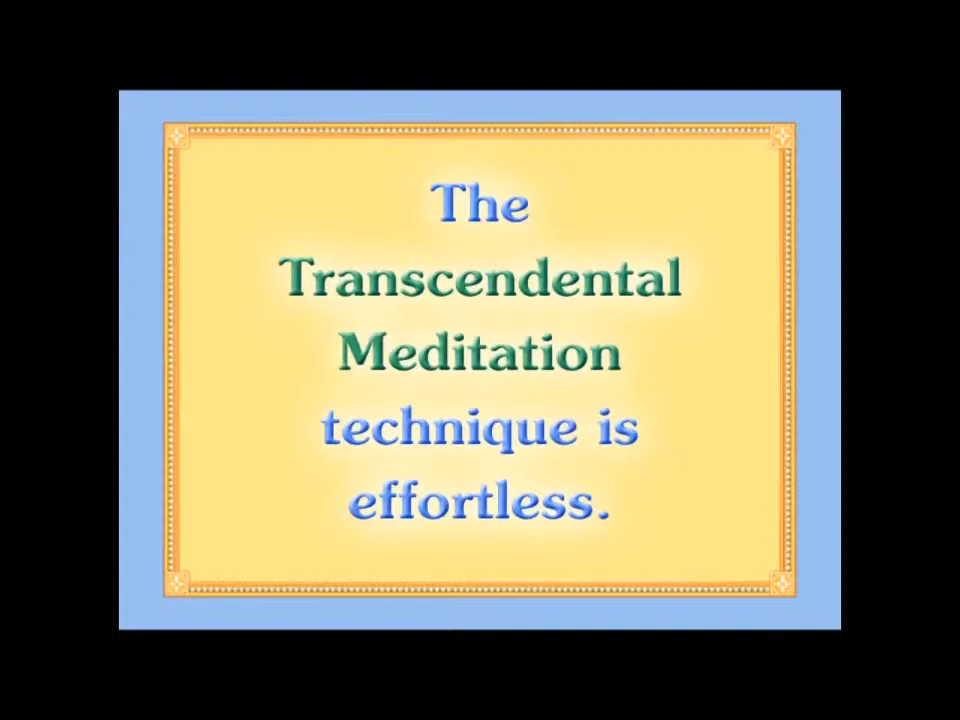 The
Transcendental
Meditation
technique is
effortless.